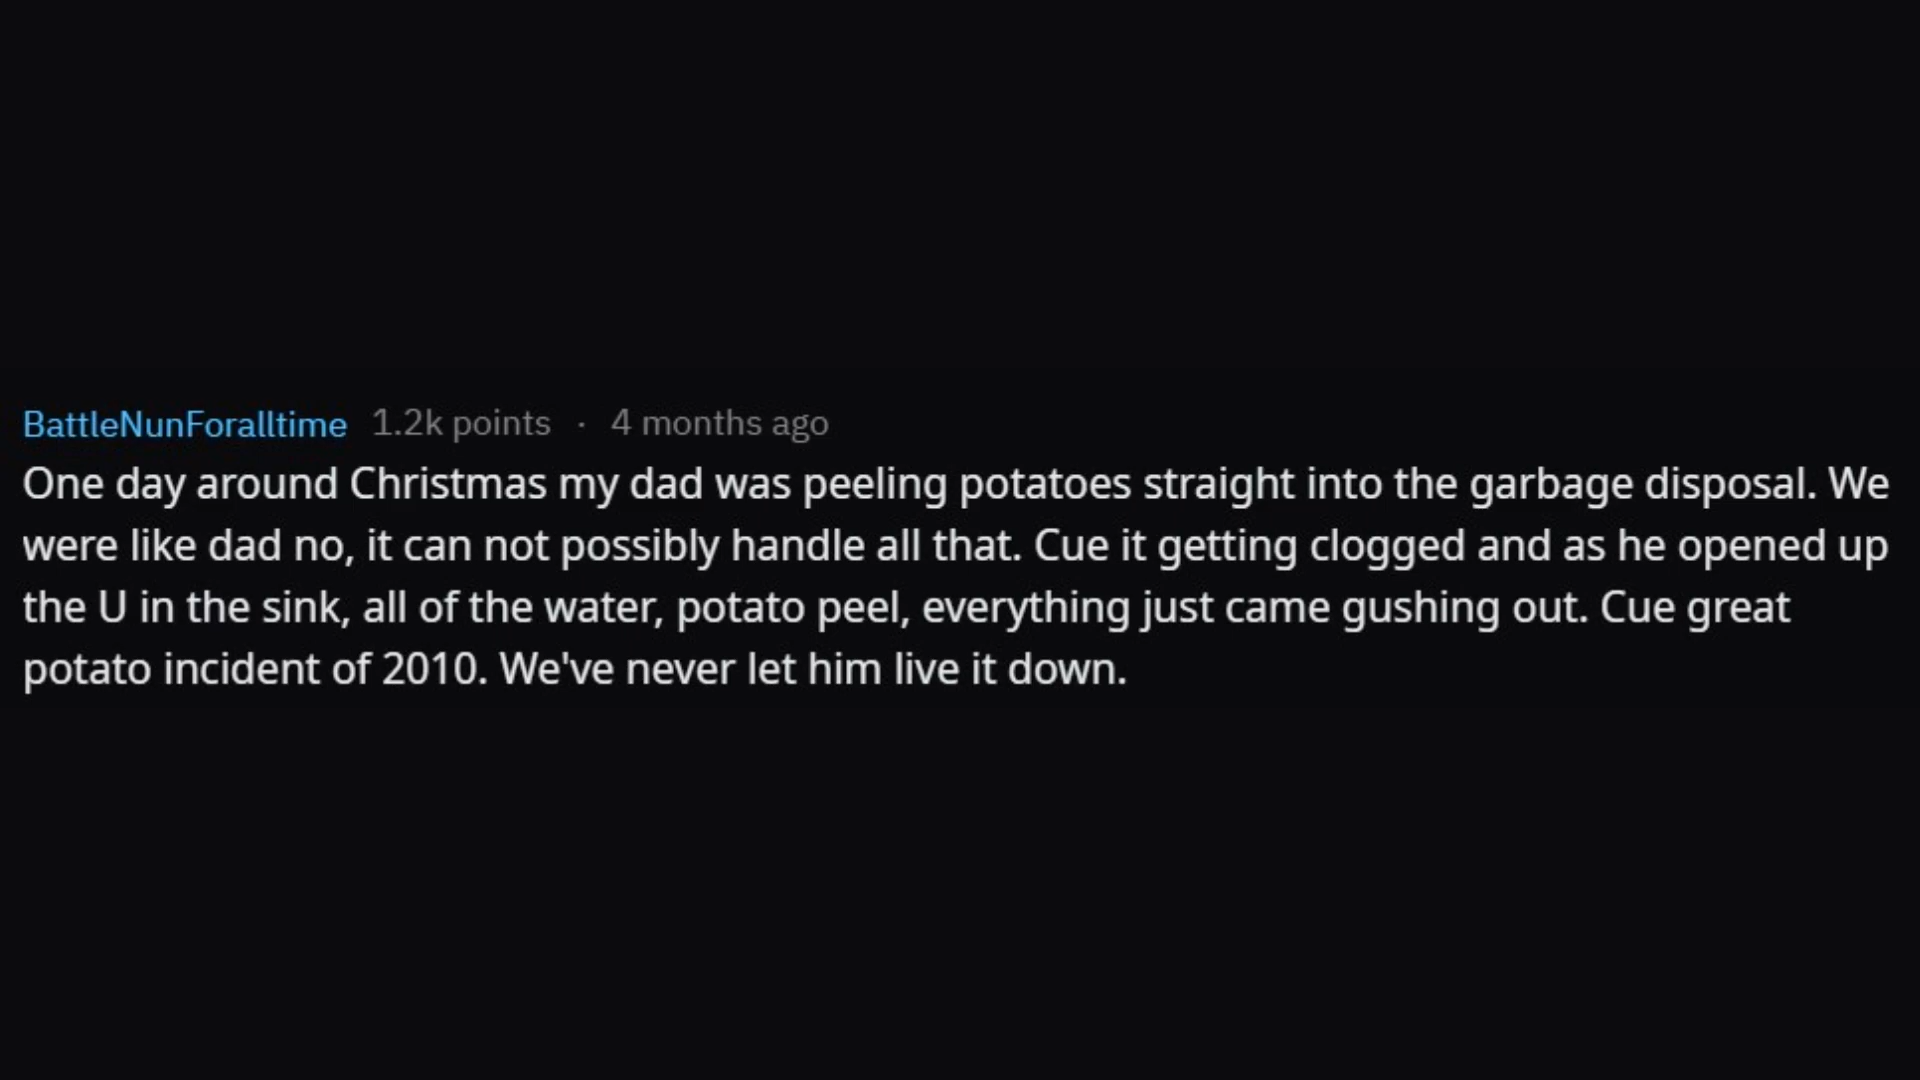 BattleNunForalltime 1.2k points · 4 months ago
One day around Christmas my dad was peeling potatoes straight into the garbage disposal. We
were like dad no, it can not possibly handle all that. Cue it getting clogged and as he opened up
the U in the sink, all of the water, potato peel, everything just came gushing out. Cue great
potato incident of 2010. We've never let him live it down.